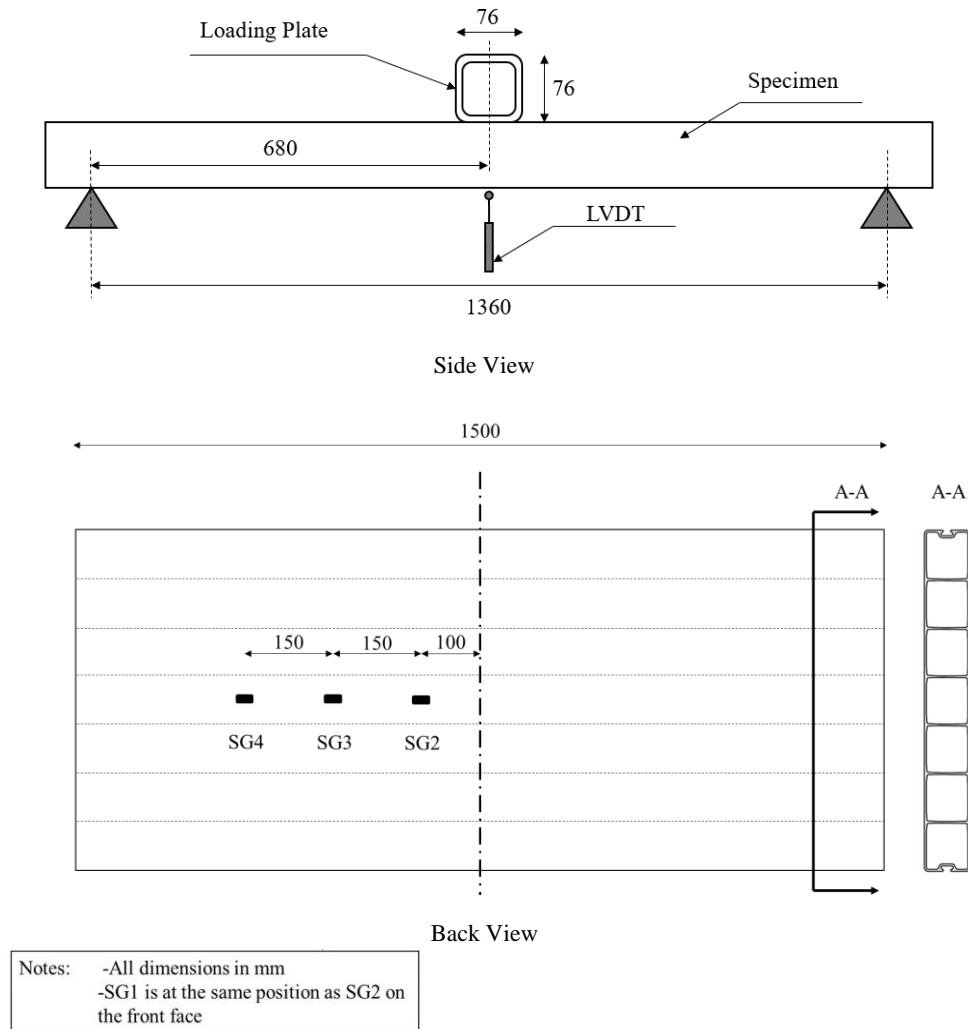 76
Loading Plate
76
Specimen
680
LVDT
1360
Side View
1500
A-A
A-A
150
150
100
SG4
SG3
SG2
Back View
Notes: -All dimensions in mm
-SG1 is at the same position as SG2 on
the front face